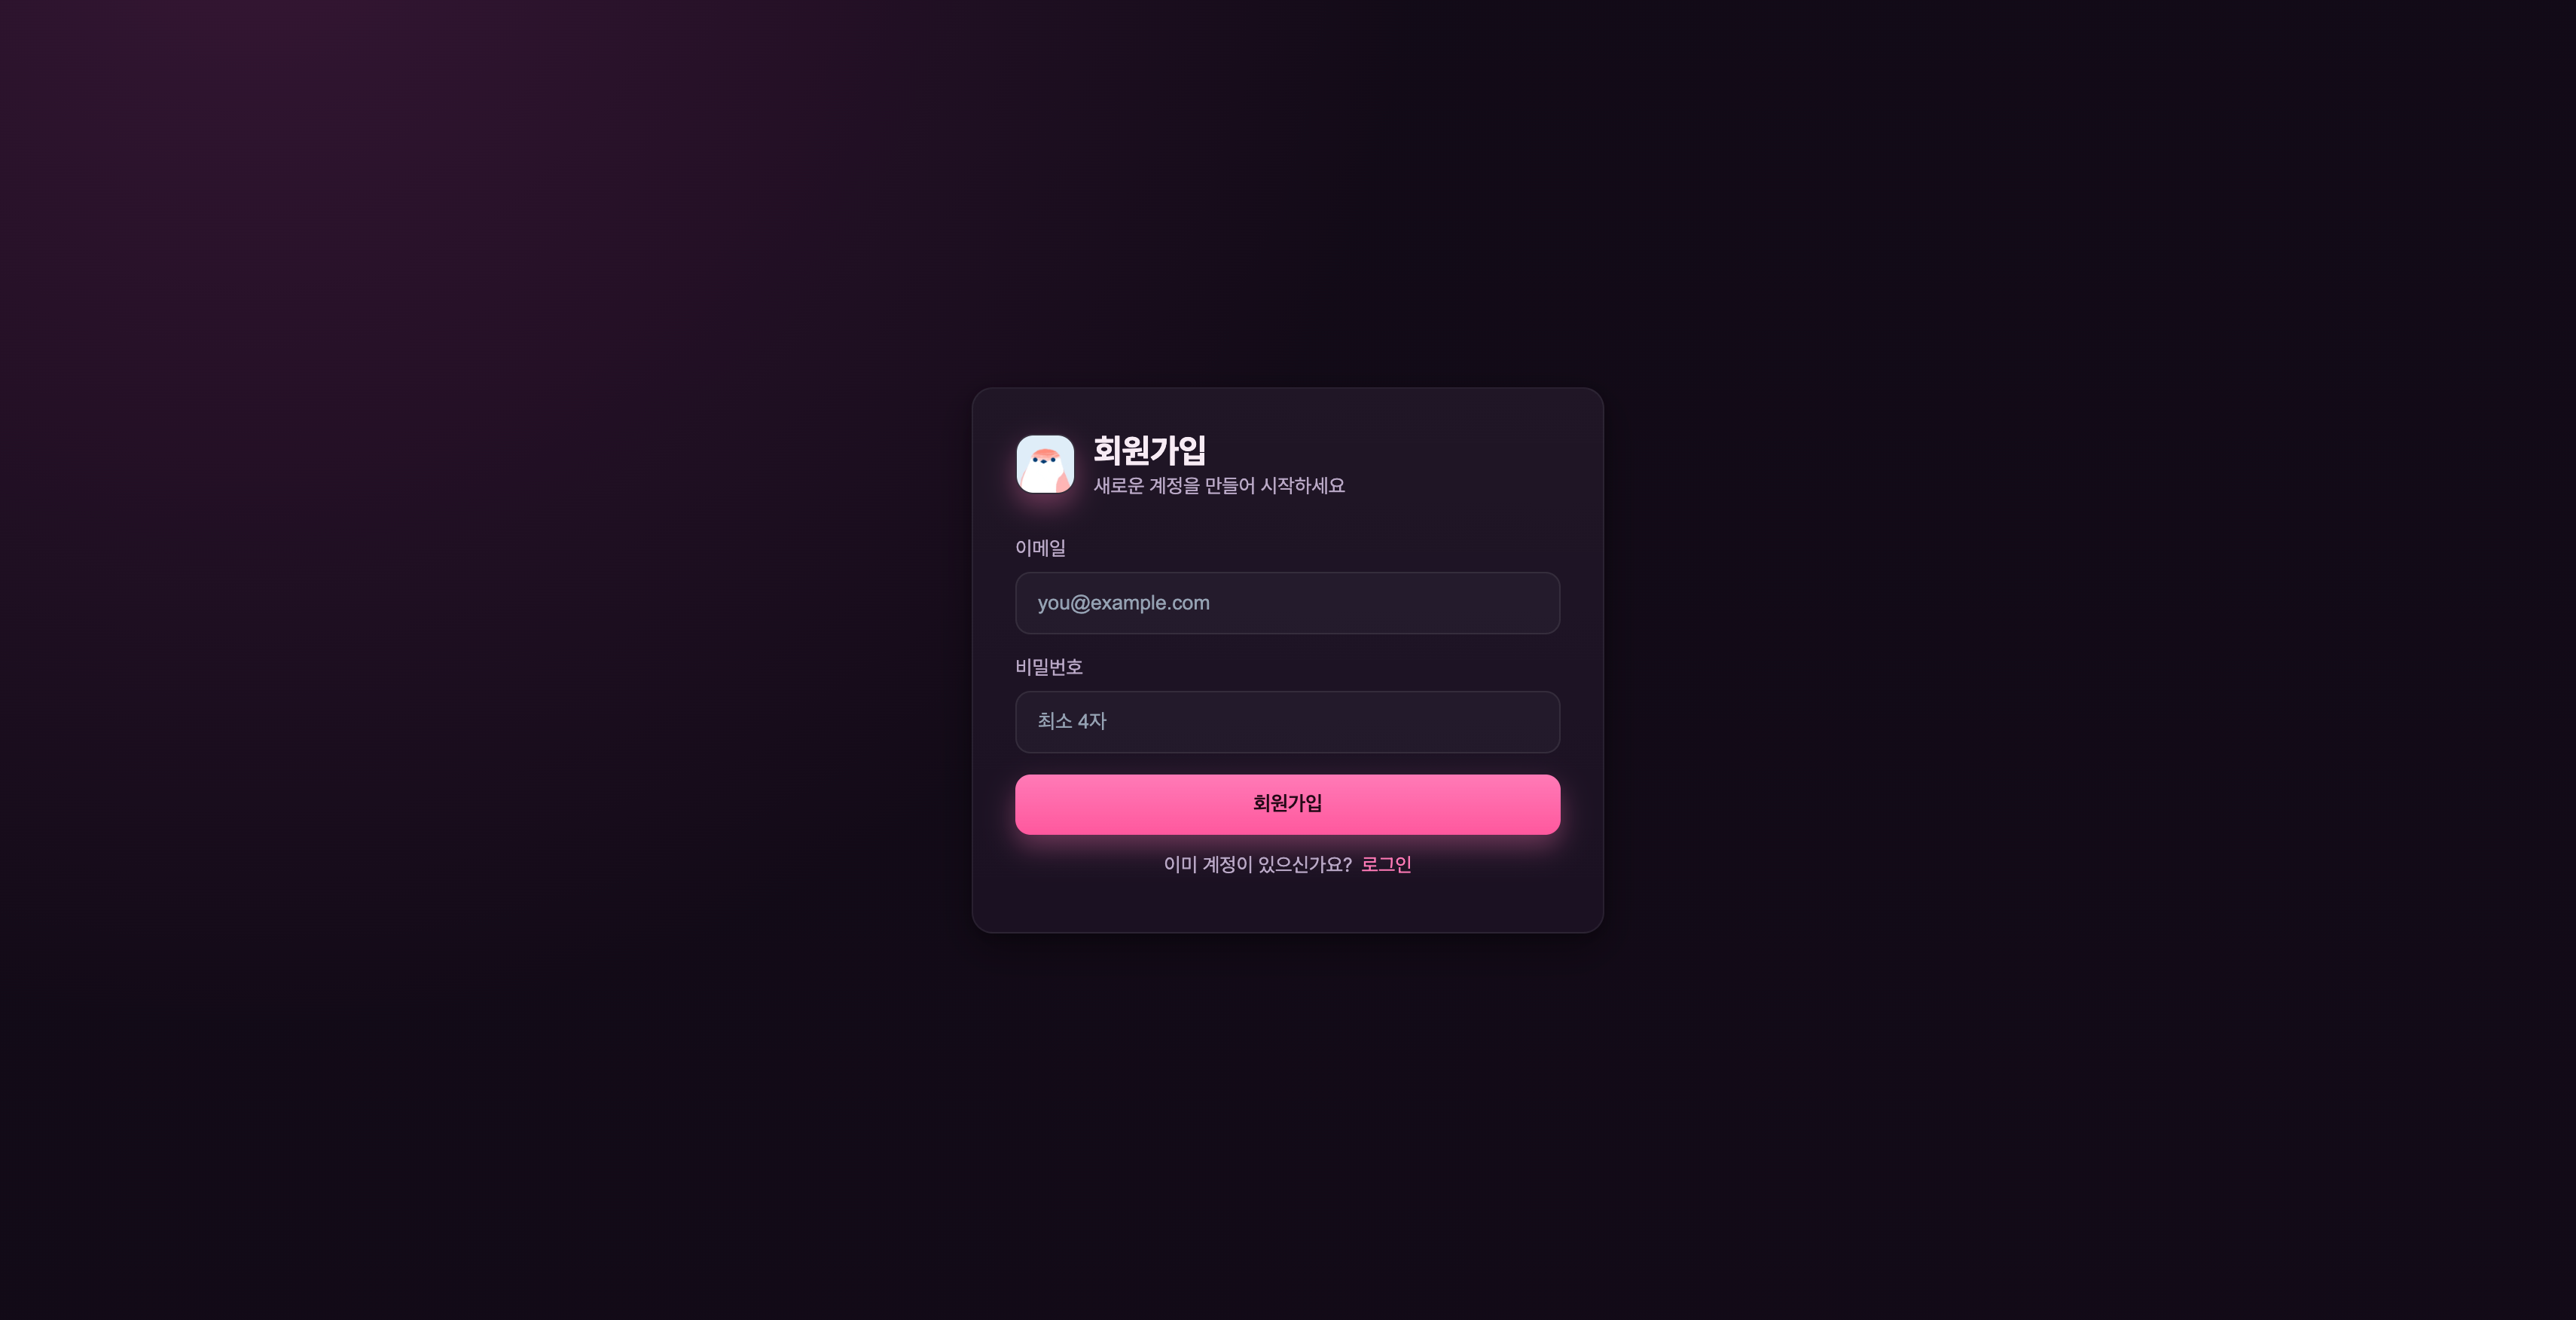 회원가입
새로운 계정을 만들어 시작하세요
이메일
you@example.com
비밀번호
최소 4자
회원가입
이미 계정이 있으신가요? 로그인